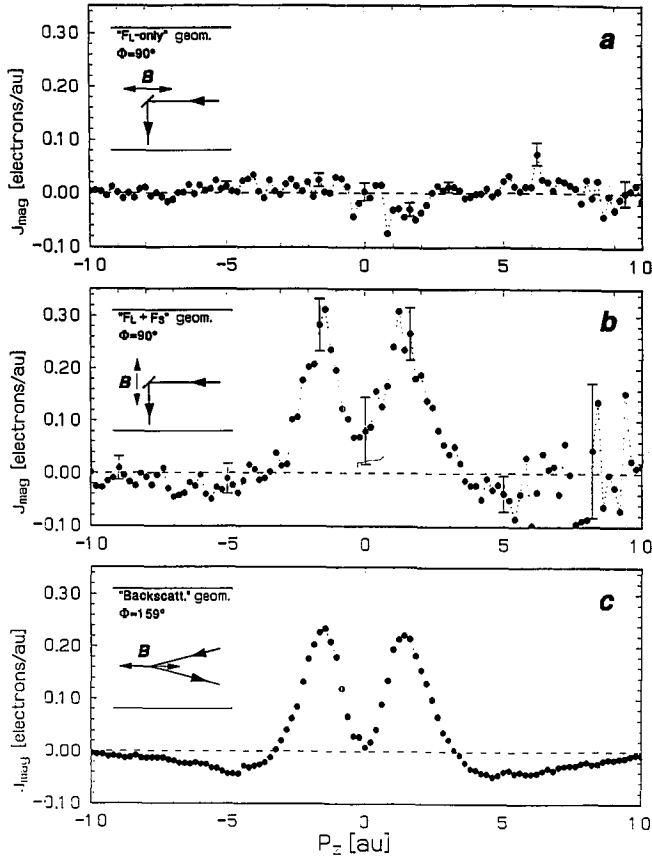 "FL-only" geom.
Φ=90°
B
a
Jmag [electrons/au]
0.30
0.20
0.10
0.00
-0.10
-10
-5
0
5
10
"FL + FS" geom.
Φ=90°
B
b
Jmag [electrons/au]
0.30
0.20
0.10
0.00
-0.10
-10
-5
0
5
10
"Backscatt." geom.
Φ=159°
B
c
Jmag [electrons/au]
0.30
0.20
0.10
0.00
-0.10
-10
-5
0
5
10
Pz [au]